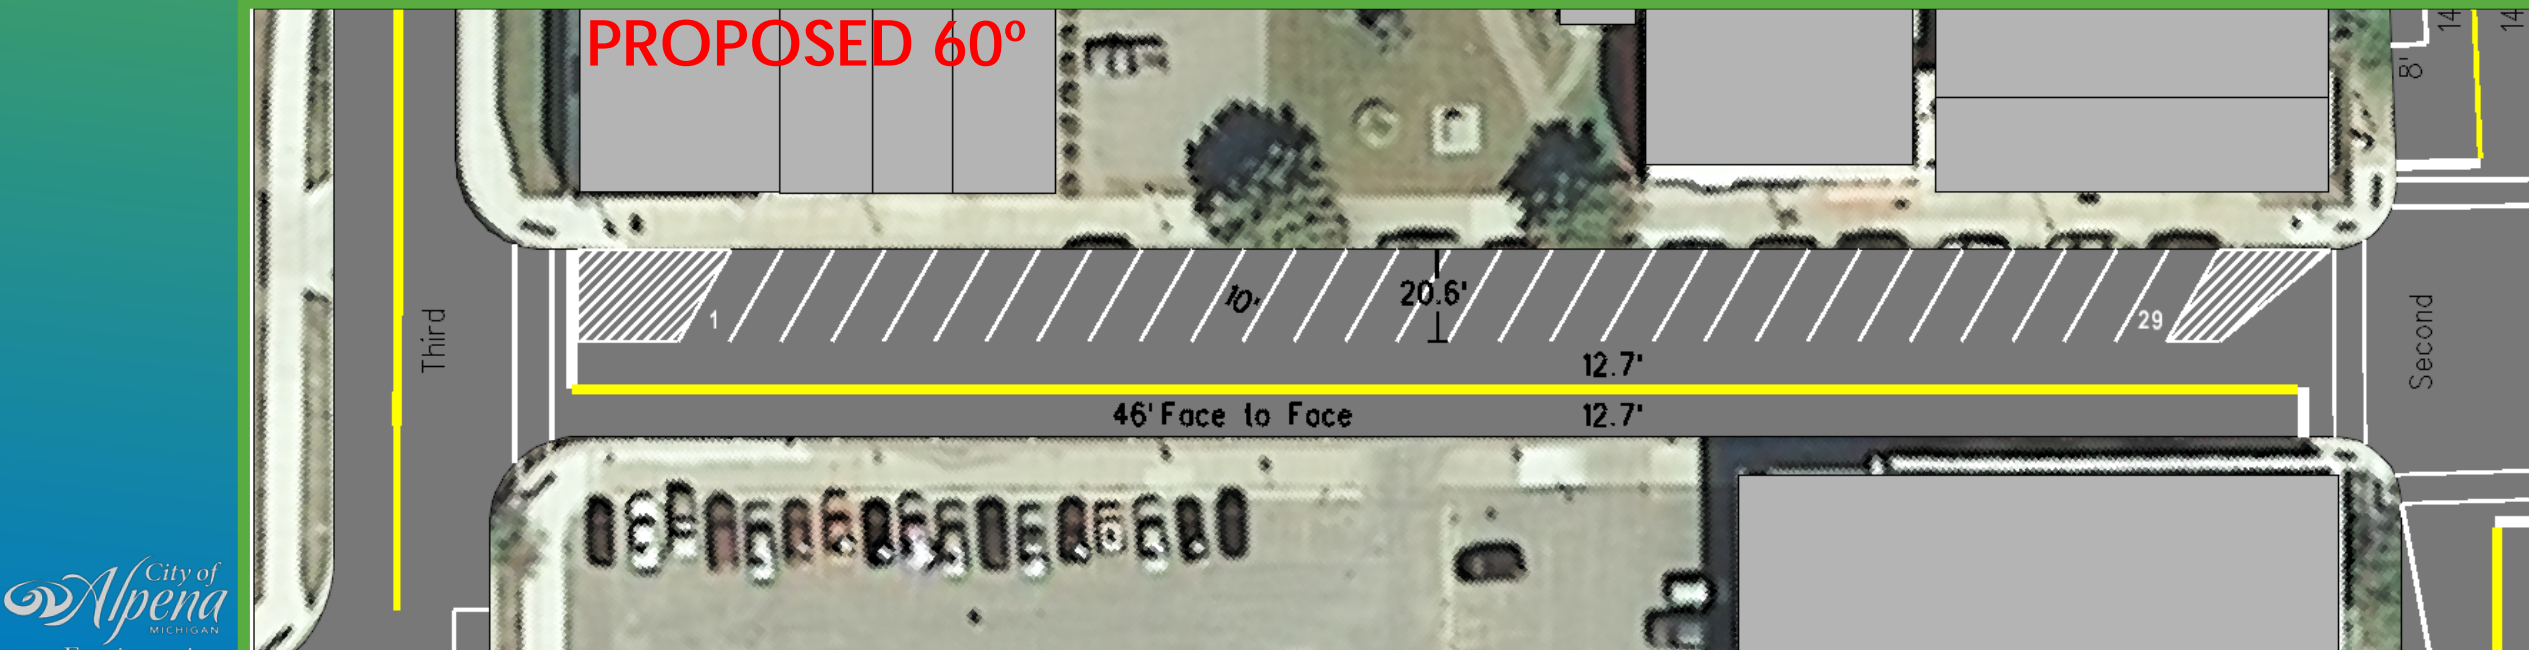 PROPOSED 60º
14
14
8'
Third
1
10'
20.6'
29
Second
12.7'
46' Face to Face
12.7'
City of
Alpena
MICHIGAN